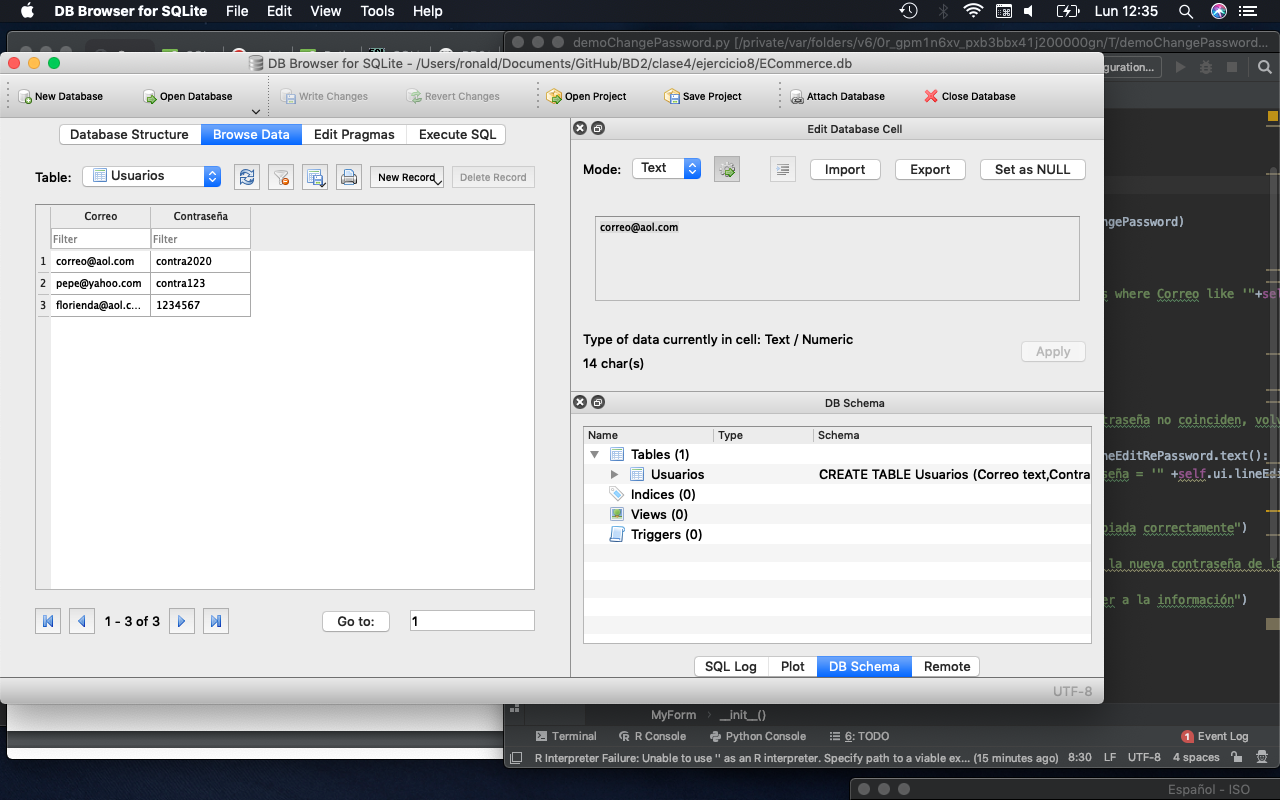 DB Browser for SQLite File Edit View Tools Help Lun 12:35
demoChangePassword.py [/private/var/folders/v6/0r_gpm1n6xv_pxb3bbx41j200000gn/T/demoChangePassword...
DB Browser for SQLite - /Users/ronald/Documents/GitHub/BD2/clase4/ejercicio8/ECommerce.db
guration...
New Database Open Database Write Changes Revert Changes Open Project Save Project Attach Database Close Database
Database Structure Browse Data Edit Pragmas Execute SQL
Edit Database Cell
Table: Usuarios New Record Delete Record
Mode: Text Import Export Set as NULL
Correo Contraseña
Filter Filter
1 correo@aol.com contra2020
2 pepe@yahoo.com contra123
3 florienda@aol.c... 1234567
correo@aol.com
Type of data currently in cell: Text / Numeric
14 char(s)
Apply
DB Schema
Name Type Schema
Tables (1)
Usuarios CREATE TABLE Usuarios (Correo text,Contra
Indices (0)
Views (0)
Triggers (0)
1 - 3 of 3 Go to: 1
SQL Log Plot DB Schema Remote
UTF-8
ngePassword)
s where Correo like '"+sel
traseña no coinciden, volv
neEditRePassword.text():
seña = '" +self.ui.lineEdi
biada correctamente")
la nueva contraseña de la
er a la información")
MyForm › __init__()
Terminal R Console Python Console 6: TODO 1 Event Log
R Interpreter Failure: Unable to use '' as an R interpreter. Specify path to a viable ex... (15 minutes ago) 8:30 LF UTF-8 4 spaces
Español - ISO